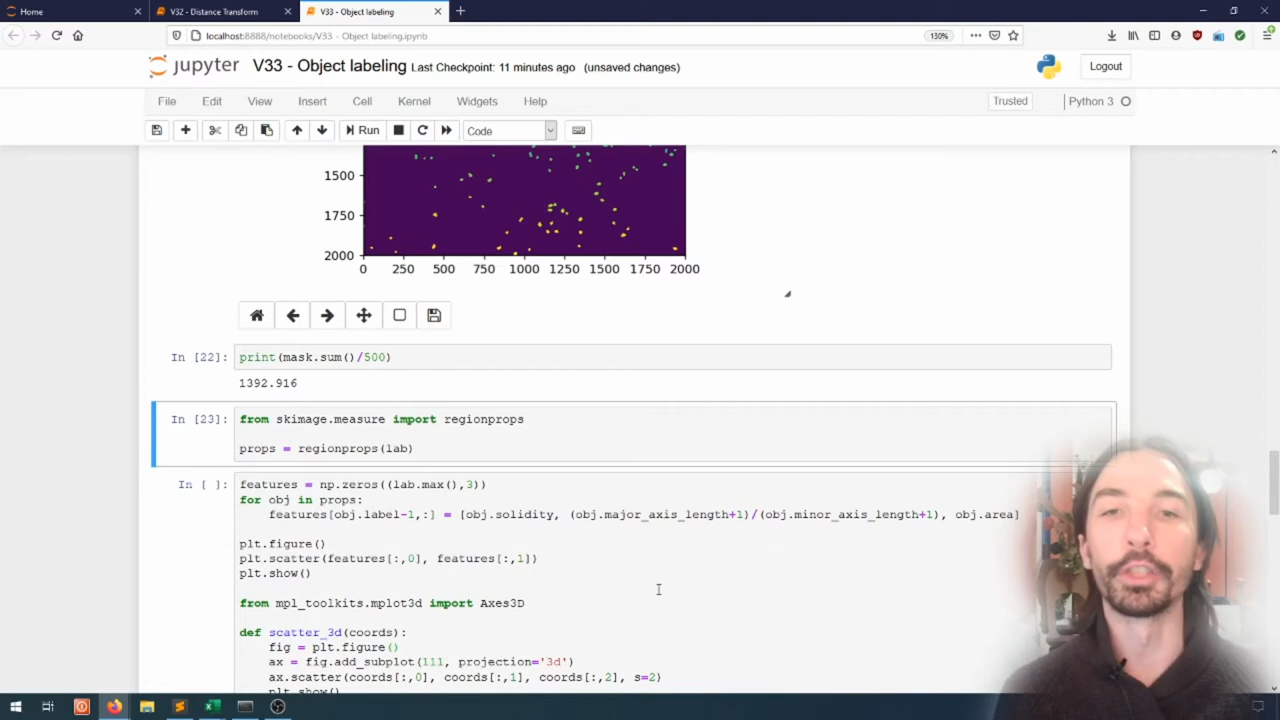 Home
V32 - Distance Transform
V33 - Object labeling
localhost:8888/notebooks/V33 - Object labeling.ipynb
130%
jupyter V33 - Object labeling Last Checkpoint: 11 minutes ago (unsaved changes)
Logout
File Edit View Insert Cell Kernel Widgets Help
Trusted
Python 3
Run
Code
1500
1750
2000
0 250 500 750 1000 1250 1500 1750 2000
In [22]: print(mask.sum()/500)
1392.916
In [23]: from skimage.measure import regionprops
props = regionprops(lab)
In [ ]: features = np.zeros((lab.max(),3))
for obj in props:
features[obj.label-1,:] = [obj.solidity, (obj.major_axis_length+1)/(obj.minor_axis_length+1), obj.area]
plt.figure()
plt.scatter(features[:,0], features[:,1])
plt.show()
from mpl_toolkits.mplot3d import Axes3D
def scatter_3d(coords):
fig = plt.figure()
ax = fig.add_subplot(111, projection='3d')
ax.scatter(coords[:,0], coords[:,1], coords[:,2], s=2)
plt.show()